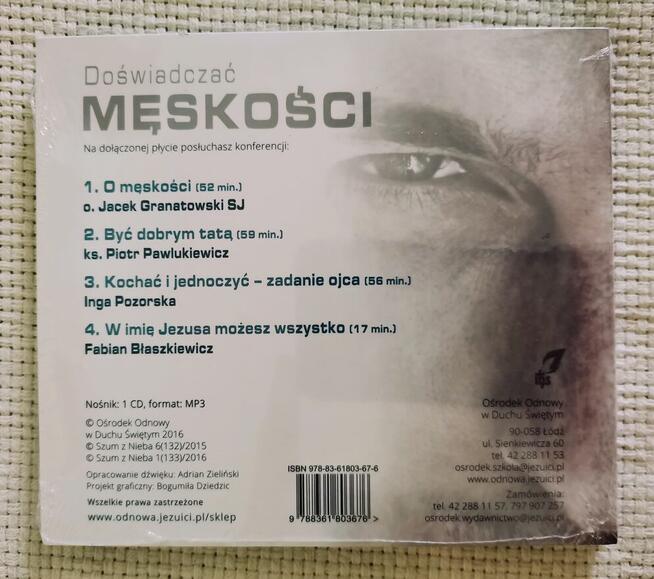 Doświadczać
MĘSKOŚCI
Na dołączonej płycie posłuchasz konferencji:
1. O męskości (52 min.)
o. Jacek Granatowski SJ
2. Być dobrym tatą (59 min.)
ks. Piotr Pawlukiewicz
3. Kochać i jednoczyć – zadanie ojca (56 min.)
Inga Pozorska
4. W imię Jezusa możesz wszystko (17 min.)
Fabian Błaszkiewicz
Nośnik: 1 CD, format: MP3
© Ośrodek Odnowy
w Duchu Świętym 2016
© Szum z Nieba 6(132)/2015
© Szum z Nieba 1(133)/2016
Opracowanie dźwięku: Adrian Zieliński
Projekt graficzny: Bogumiła Dziedzic
Wszelkie prawa zastrzeżone
www.odnowa.jezuici.pl/sklep
ISBN 978-83-61803-67-6
9 788361 803676 >
Ośrodek Odnowy
w Duchu Świętym
90-058 Łódź
ul. Sienkiewicza 60
tel. 42 288 11 53
osrodek.szkola@jezuici.pl
www.odnowa.jezuici.pl
Zamówienia:
tel. 42 288 11 57, 797 907 257
osrodek.wydawnictwo@jezuici.pl